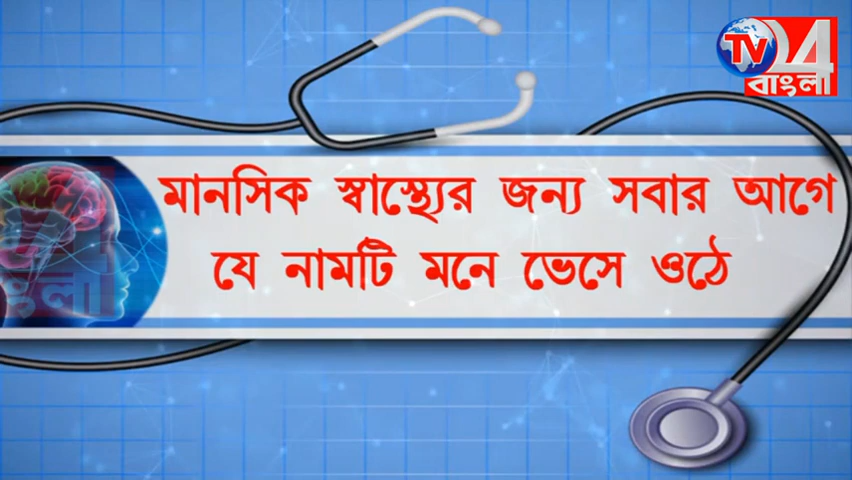 TV 24
বাংলা
মানসিক স্বাস্থ্যের জন্য সবার আগে
যে নামটি মনে ভেসে ওঠে